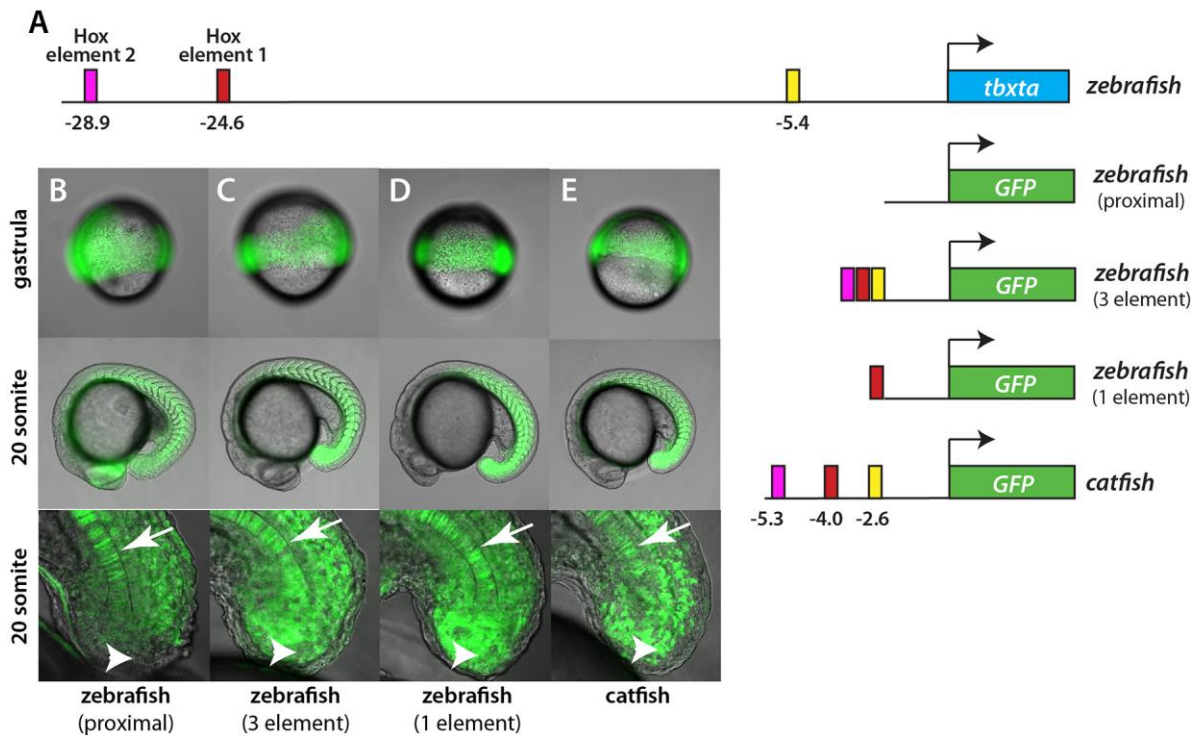 A
Hox
element 2
Hox
element 1
tbxta
zebrafish
-28.9
-24.6
-5.4
GFP
zebrafish
(proximal)
GFP
zebrafish
(3 element)
GFP
zebrafish
(1 element)
GFP
catfish
-5.3
-4.0
-2.6
B
C
D
E
gastrula
20 somite
20 somite
zebrafish
(proximal)
zebrafish
(3 element)
zebrafish
(1 element)
catfish